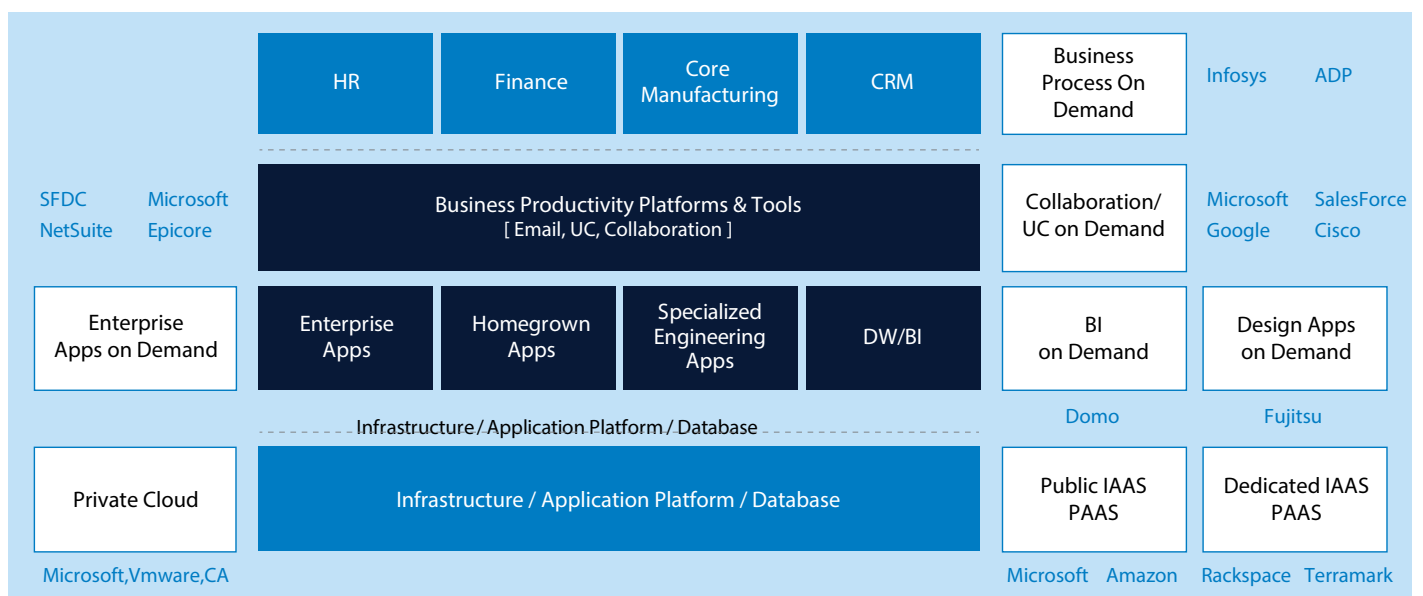 HR
Finance
Core
Manufacturing
CRM
Business
Process On
Demand
Infosys ADP
SFDC Microsoft
NetSuite Epicore
Business Productivity Platforms & Tools
[ Email, UC, Collaboration ]
Collaboration/
UC on Demand
Microsoft SalesForce
Google Cisco
Enterprise
Apps on Demand
Enterprise
Apps
Homegrown
Apps
Specialized
Engineering
Apps
DW/BI
BI
on Demand
Design Apps
on Demand
Domo
Fujitsu
Infrastructure / Application Platform / Database
Private Cloud
Infrastructure / Application Platform / Database
Public IAAS
PAAS
Dedicated IAAS
PAAS
Microsoft,Vmware,CA
Microsoft Amazon
Rackspace Terramark